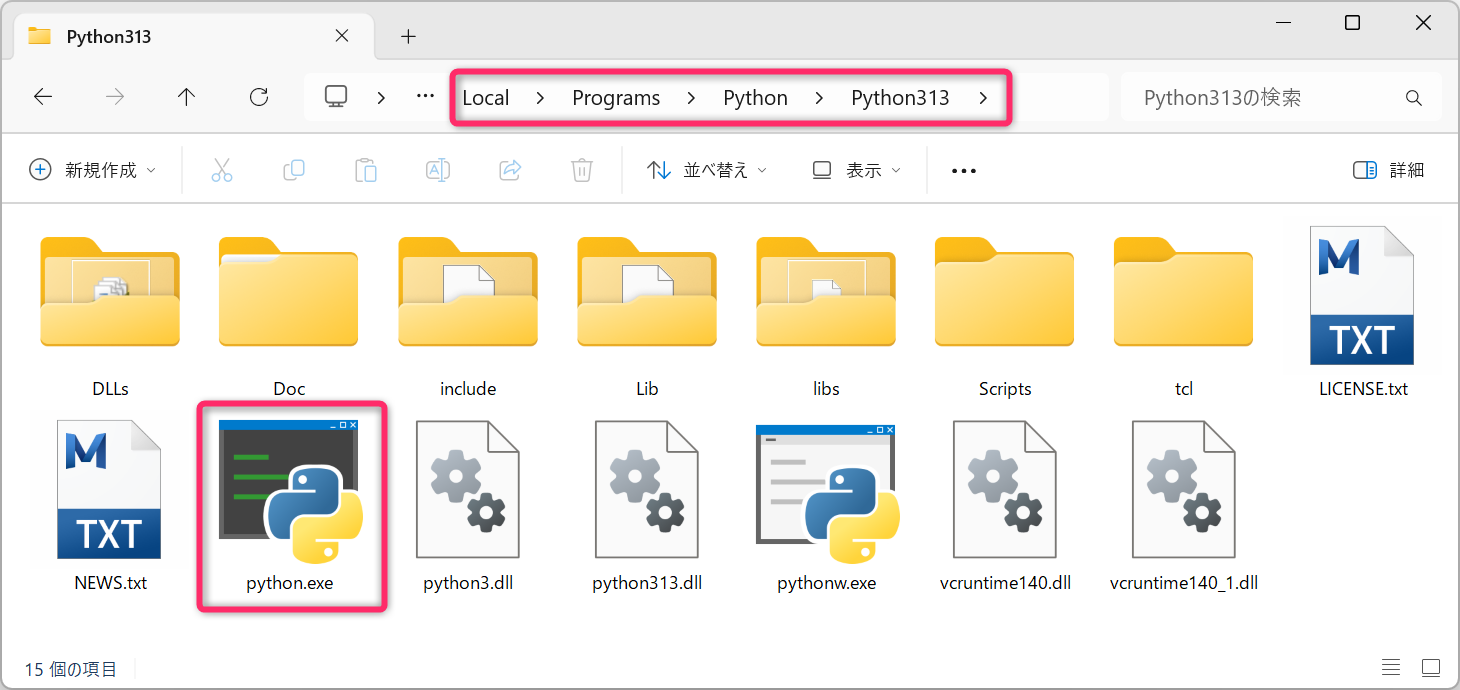 Python313
… Local > Programs > Python > Python313 >
Python313の検索
新規作成
並べ替え
表示
詳細
DLLs
Doc
include
Lib
libs
Scripts
tcl
M TXT
LICENSE.txt
M TXT
NEWS.txt
python.exe
python3.dll
python313.dll
pythonw.exe
vcruntime140.dll
vcruntime140_1.dll
15 個の項目